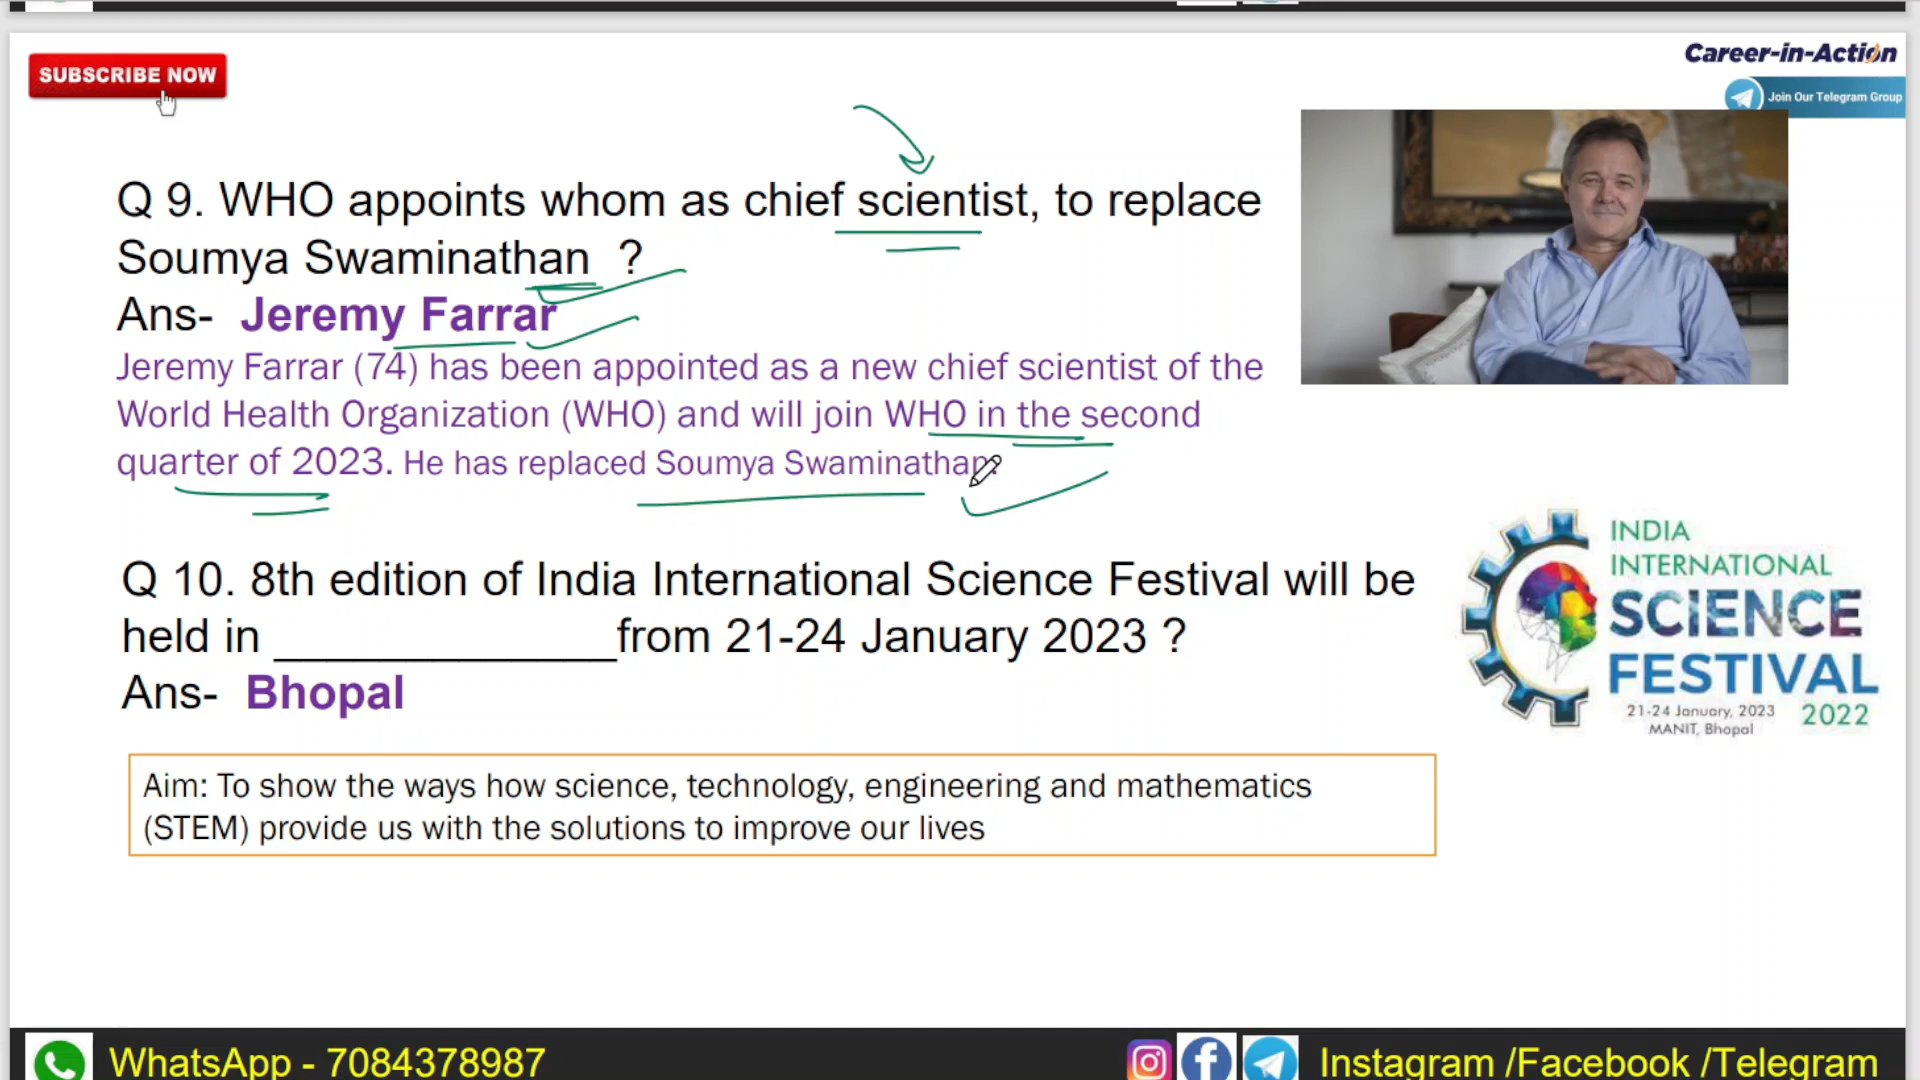 SUBSCRIBE NOW
Career-in-Action
Join Our Telegram Group
Q 9. WHO appoints whom as chief scientist, to replace
Soumya Swaminathan ?
Ans- Jeremy Farrar
Jeremy Farrar (74) has been appointed as a new chief scientist of the
World Health Organization (WHO) and will join WHO in the second
quarter of 2023. He has replaced Soumya Swaminathan.
Q 10. 8th edition of India International Science Festival will be
held in ______________from 21-24 January 2023 ?
Ans- Bhopal
INDIA
INTERNATIONAL
SCIENCE
FESTIVAL
21-24 January, 2023 2022
MANIT, Bhopal
Aim: To show the ways how science, technology, engineering and mathematics
(STEM) provide us with the solutions to improve our lives
WhatsApp - 7084378987
Instagram /Facebook /Telegram